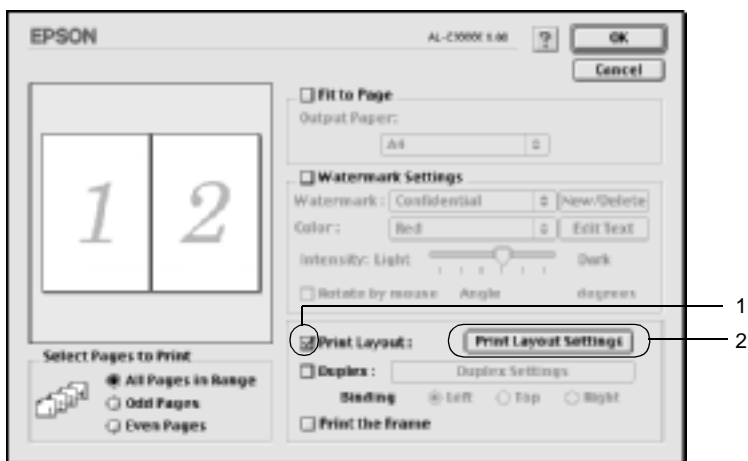 EPSON
AL-CXXXX 1.00
?
OK
Cancel
1 2
Fit to Page
Output Paper:
A4
Watermark Settings
Watermark: Confidential New/Delete
Color: Red Edit Text
Intensity: Light Dark
Rotate by mouse Angle degrees
Print Layout: Print Layout Settings
1
2
Duplex: Duplex Settings
Binding Left Top Right
Print the Frame
Select Pages to Print
All Pages in Range
Odd Pages
Even Pages